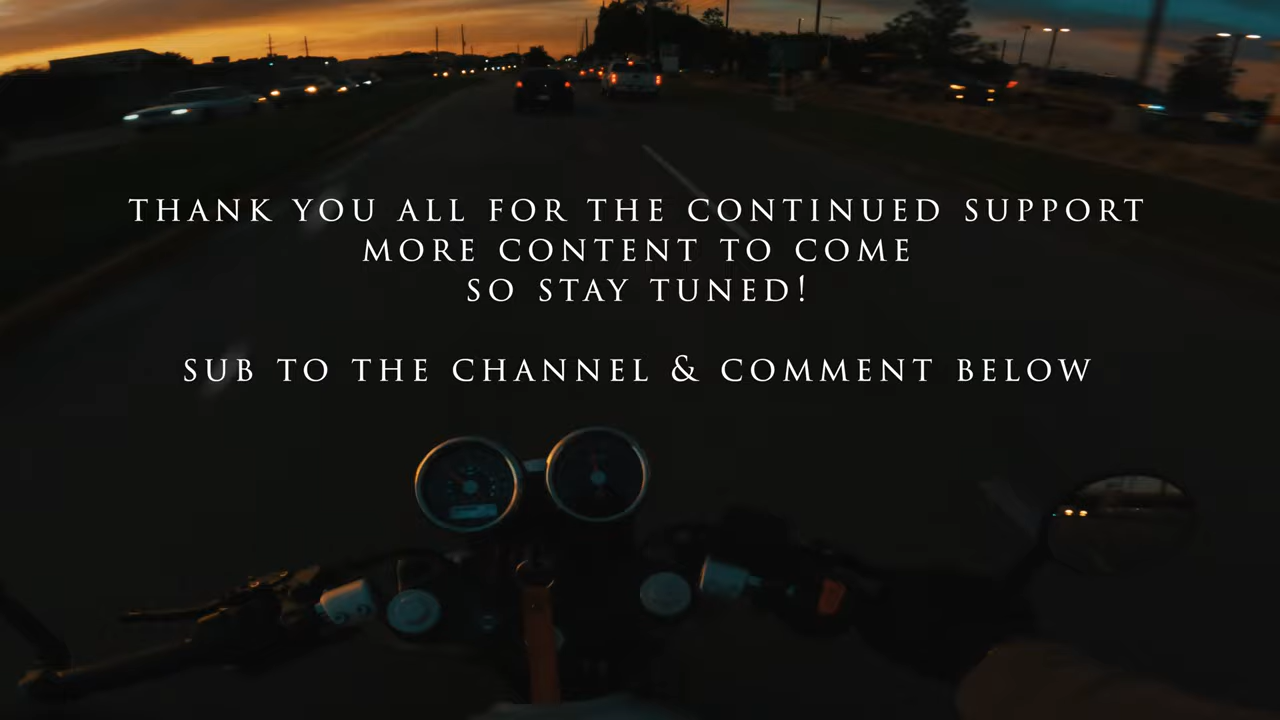 THANK YOU ALL FOR THE CONTINUED SUPPORT
MORE CONTENT TO COME
SO STAY TUNED!
SUB TO THE CHANNEL & COMMENT BELOW